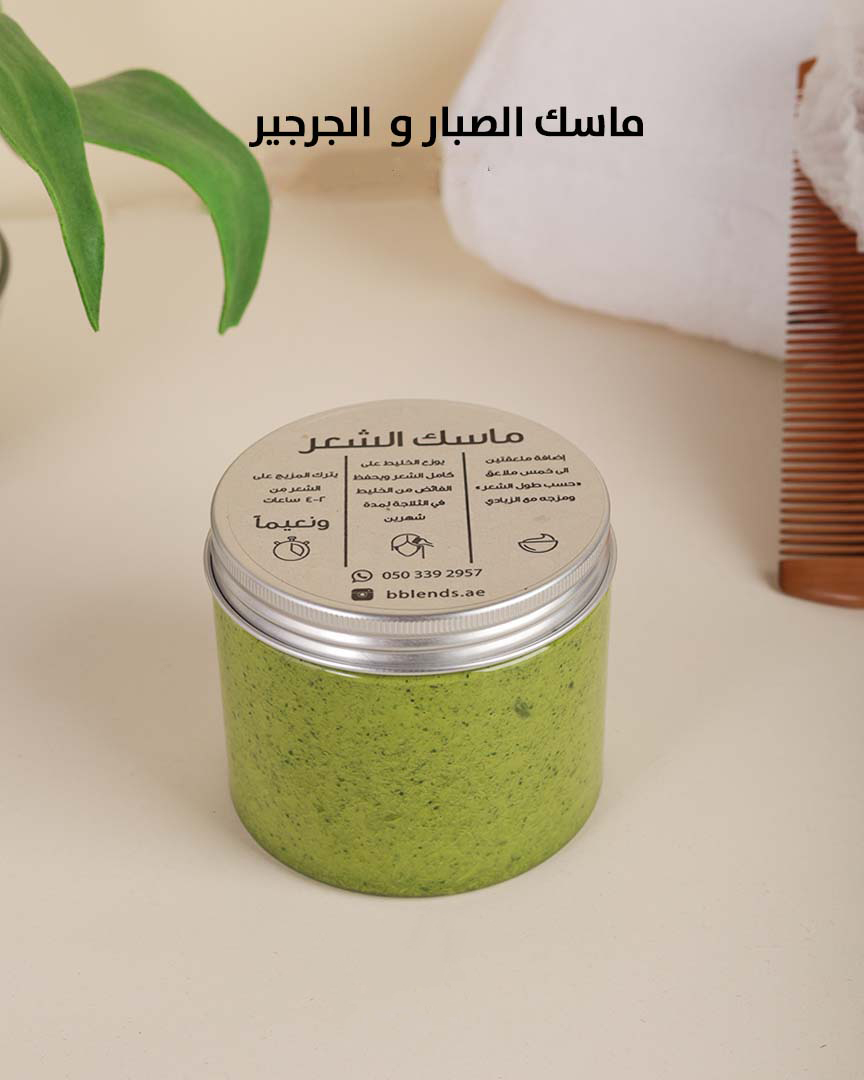 ماسك الصبار و الجرجير
ماسك الشعر
إضافة ملعقتين
الى خمس ملاعق
«حسب طول الشعر»
ومزجه مع الزبادي
يوزع الخليط على
كامل الشعر ويحفظ
الفائض من الخليط
في الثلاجة لمدة
شهرين
يترك المزيج على
الشعر من
٢-٤ ساعات
ونعيماً
050 339 2957
bblends.ae